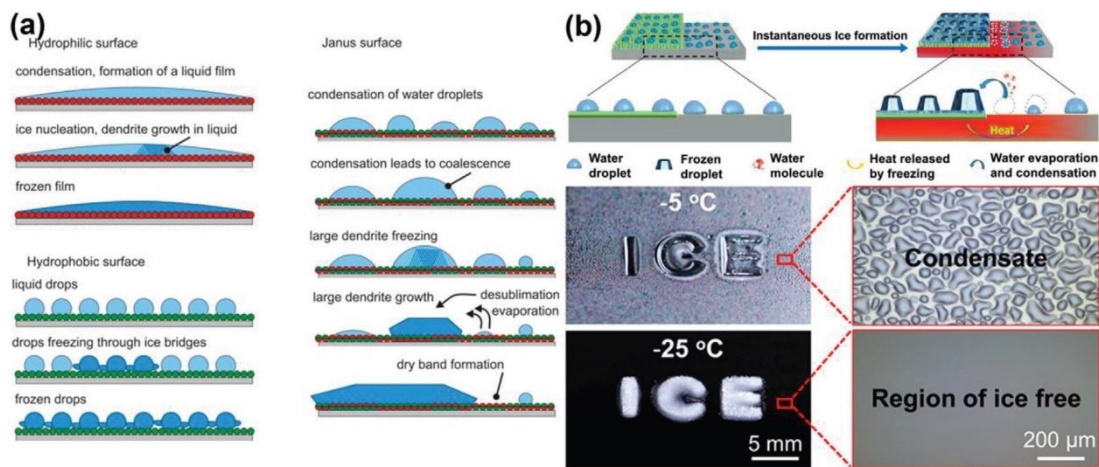 (a)
Hydrophilic surface
condensation, formation of a liquid film
ice nucleation, dendrite growth in liquid
frozen film
Hydrophobic surface
liquid drops
drops freezing through ice bridges
frozen drops
Janus surface
condensation of water droplets
condensation leads to coalescence
large dendrite freezing
large dendrite growth
desublimation
evaporation
dry band formation
(b)
Instantaneous Ice formation
Heat
Water
droplet
Frozen
droplet
Water
molecule
Heat released
by freezing
Water evaporation
and condensation
-5 °C
ICE
Condensate
-25 °C
ICE
5 mm
Region of ice free
200 µm